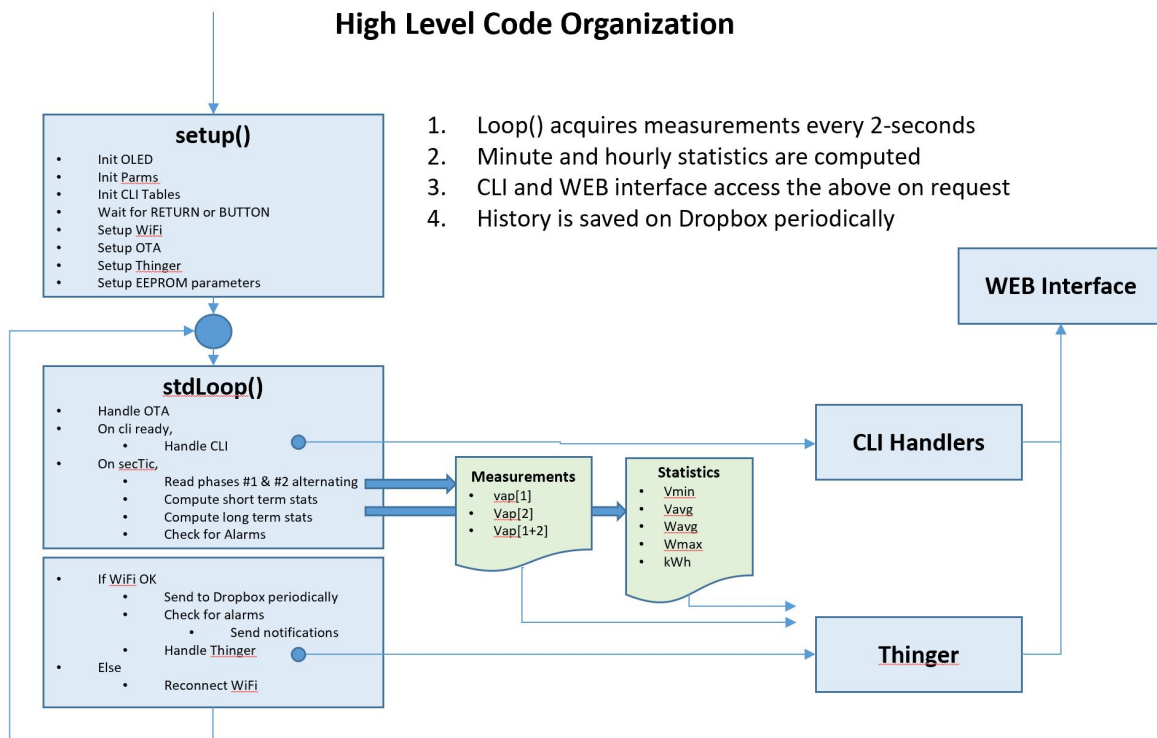 High Level Code Organization
setup()
• Init OLED
• Init Parms
• Init CLI Tables
• Wait for RETURN or BUTTON
• Setup WiFi
• Setup OTA
• Setup Thinger
• Setup EEPROM parameters
1. Loop() acquires measurements every 2-seconds
2. Minute and hourly statistics are computed
3. CLI and WEB interface access the above on request
4. History is saved on Dropbox periodically
WEB Interface
stdLoop()
• Handle OTA
• On cli ready,
• Handle CLI
• On secTic,
• Read phases #1 & #2 alternating
• Compute short term stats
• Compute long term stats
• Check for Alarms
Measurements
• vap[1]
• Vap[2]
• Vap[1+2]
Statistics
• Vmin
• Vavg
• Wavg
• Wmax
• kWh
CLI Handlers
• If WiFi OK
• Send to Dropbox periodically
• Check for alarms
• Send notifications
• Handle Thinger
• Else
• Reconnect WiFi
Thinger